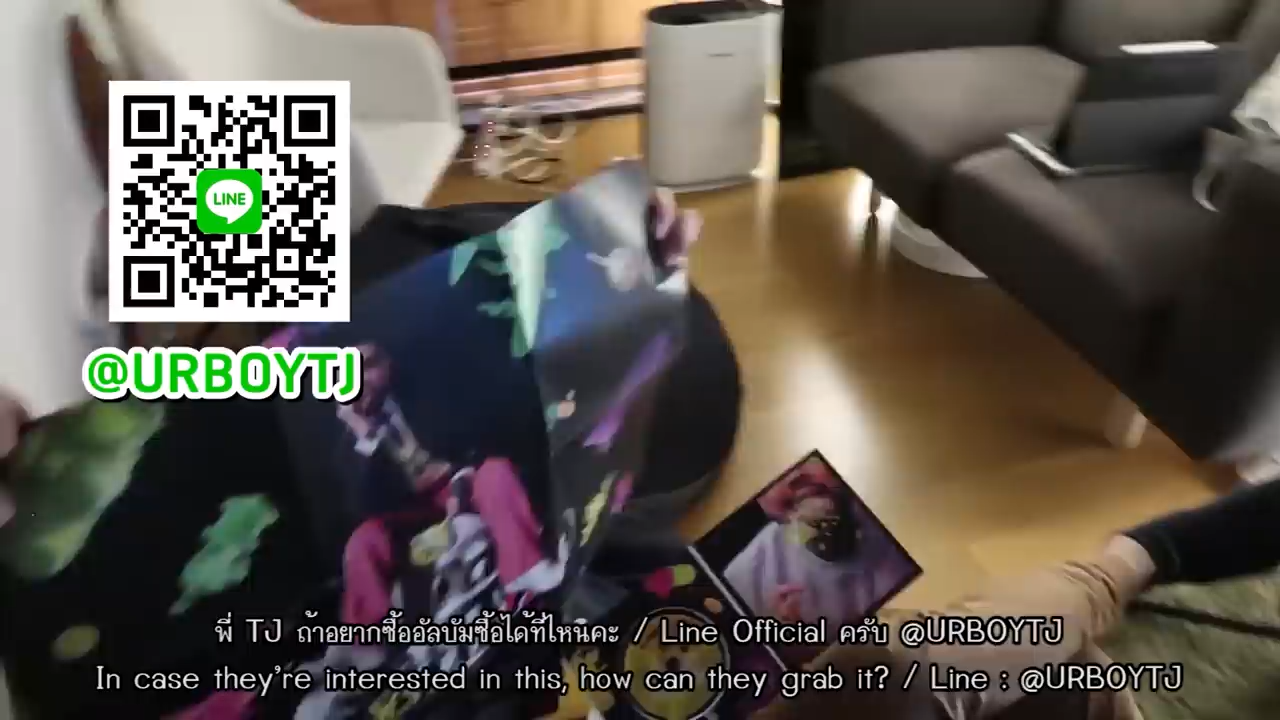 LINE
@URBOYTJ
พี่ TJ ถ้าอยากซื้ออัลบัมซื้อได้ที่ไหนคะ / Line Official ครับ @URBOYTJ
In case they're interested in this, how can they grab it? / Line : @URBOYTJ